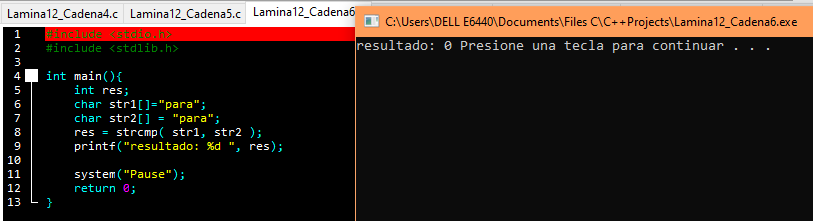 Lamina12_Cadena4.c Lamina12_Cadena5.c Lamina12_Cadena6
C:\Users\DELL E6440\Documents\Files C\C++Projects\Lamina12_Cadena6.exe
resultado: 0 Presione una tecla para continuar . . .
1 #include <stdio.h>
2 #include <stdlib.h>
3
4 int main(){
5 int res;
6 char str1[]="para";
7 char str2[] = "para";
8 res = strcmp( str1, str2 );
9 printf("resultado: %d ", res);
10
11 system("Pause");
12 return 0;
13 }